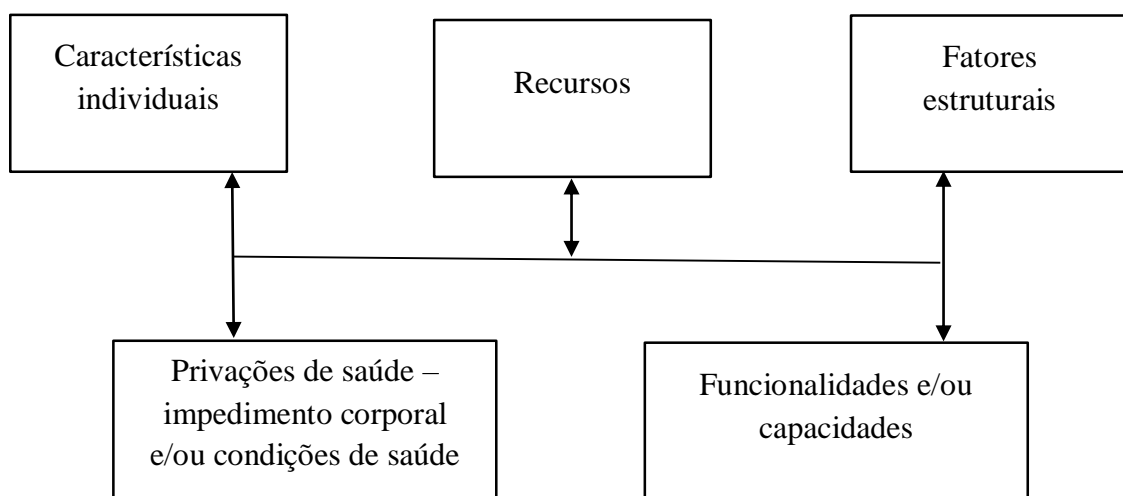 Características
individuais
Recursos
Fatores
estruturais
Privações de saúde –
impedimento corporal
e/ou condições de saúde
Funcionalidades e/ou
capacidades